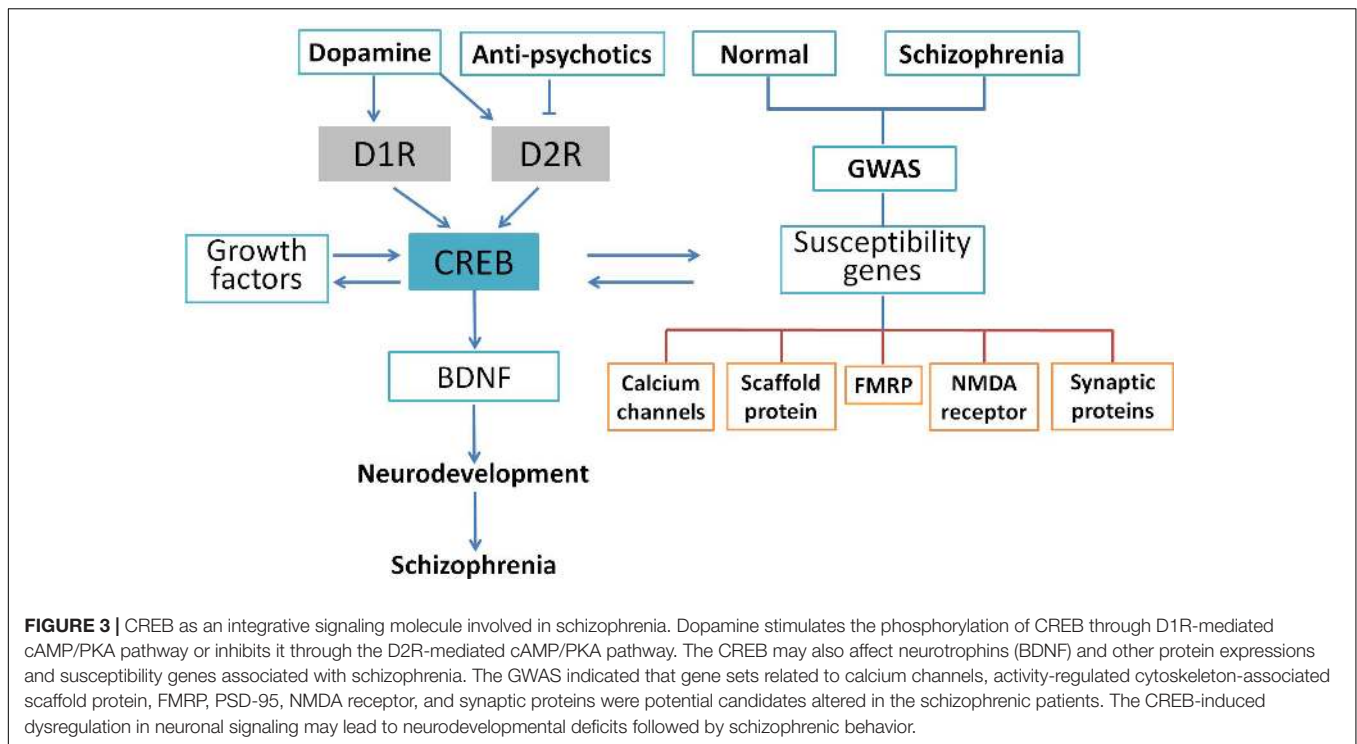 Dopamine
Anti-psychotics
Normal
Schizophrenia
D1R
D2R
GWAS
Growth
factors
CREB
Susceptibility
genes
BDNF
Calcium
channels
Scaffold
protein
FMRP
NMDA
receptor
Synaptic
proteins
Neurodevelopment
Schizophrenia
FIGURE 3 | CREB as an integrative signaling molecule involved in schizophrenia. Dopamine stimulates the phosphorylation of CREB through D1R-mediated
cAMP/PKA pathway or inhibits it through the D2R-mediated cAMP/PKA pathway. The CREB may also affect neurotrophins (BDNF) and other protein expressions
and susceptibility genes associated with schizophrenia. The GWAS indicated that gene sets related to calcium channels, activity-regulated cytoskeleton-associated
scaffold protein, FMRP, PSD-95, NMDA receptor, and synaptic proteins were potential candidates altered in the schizophrenic patients. The CREB-induced
dysregulation in neuronal signaling may lead to neurodevelopmental deficits followed by schizophrenic behavior.